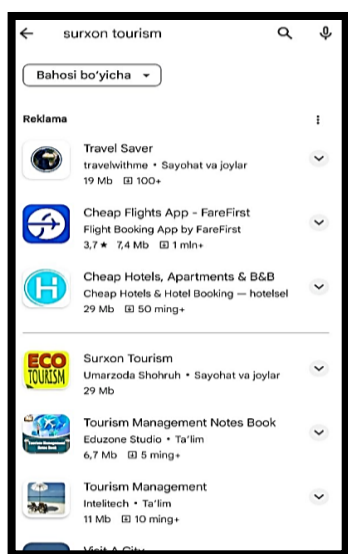 surxon tourism
Bahosi bo'yicha
Reklama
Travel Saver
travelwithme • Sayohat va joylar
19 Mb 100+
Cheap Flights App - FareFirst
Flight Booking App by FareFirst
3,7 ★ 7,4 Mb 1 mln+
Cheap Hotels, Apartments & B&B
Cheap Hotels & Hotel Booking — hotelsel
29 Mb 50 ming+
ECO
TOURISM
Surxon Tourism
Umarzoda Shohruh • Sayohat va joylar
29 Mb
Tourism Management Notes Book
Eduzone Studio • Ta'lim
6,7 Mb 5 ming+
Tourism Management
Intelitech • Ta'lim
11 Mb 10 ming+
Visit A City